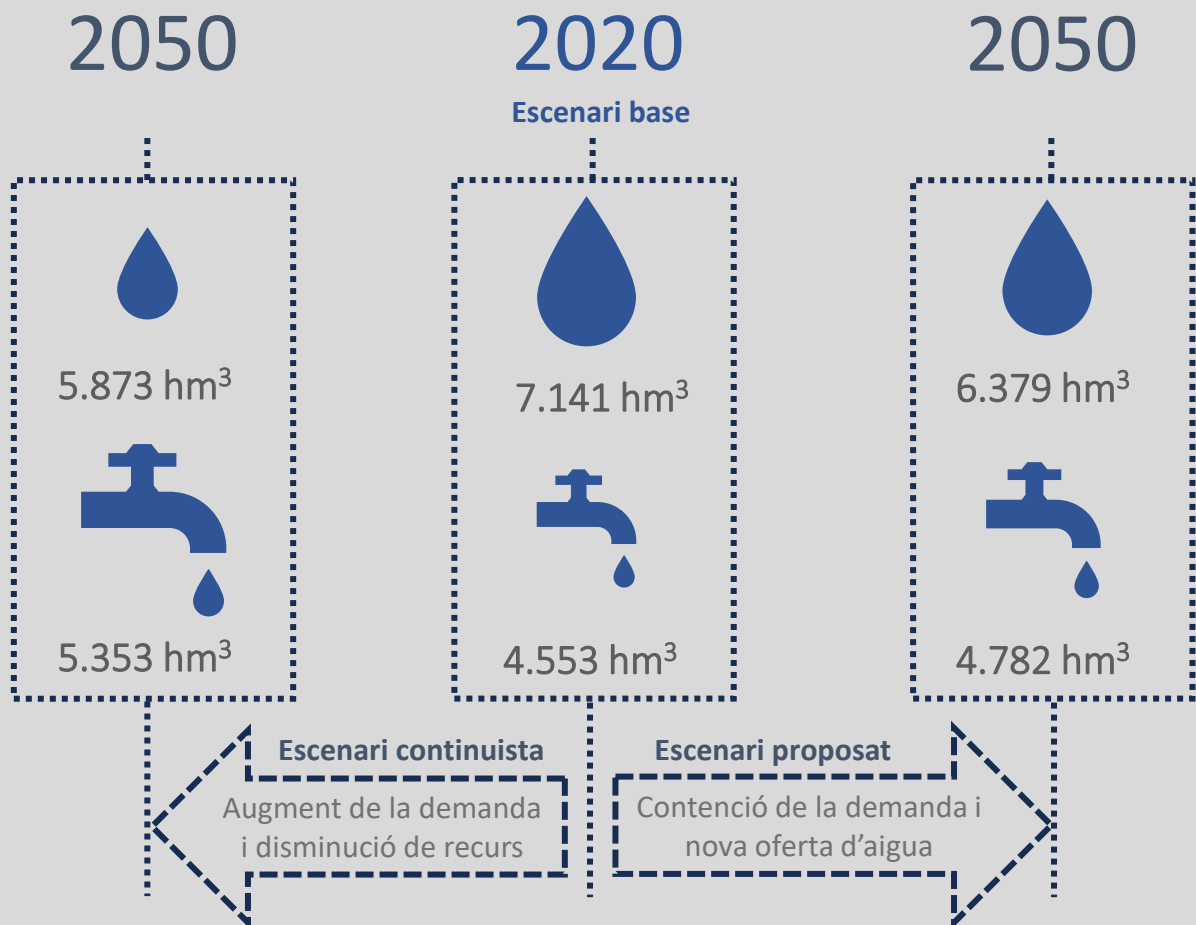 2050
2020
2050
Escenari base
5.873 hm³
7.141 hm³
6.379 hm³
5.353 hm³
4.553 hm³
4.782 hm³
Escenari continuista
Augment de la demanda
i disminució de recurs
Escenari proposat
Contenció de la demanda i
nova oferta d'aigua